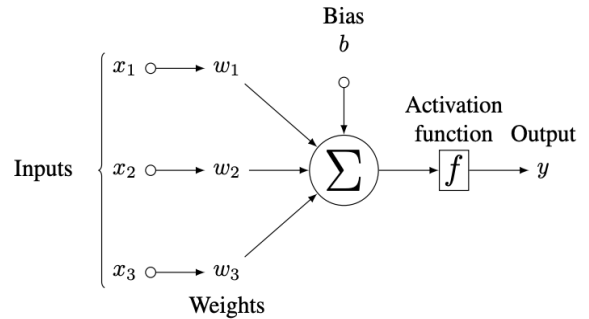 Bias
b
x₁ w₁
Activation
function Output
Inputs x₂ w₂ Σ f y
x₃ w₃
Weights